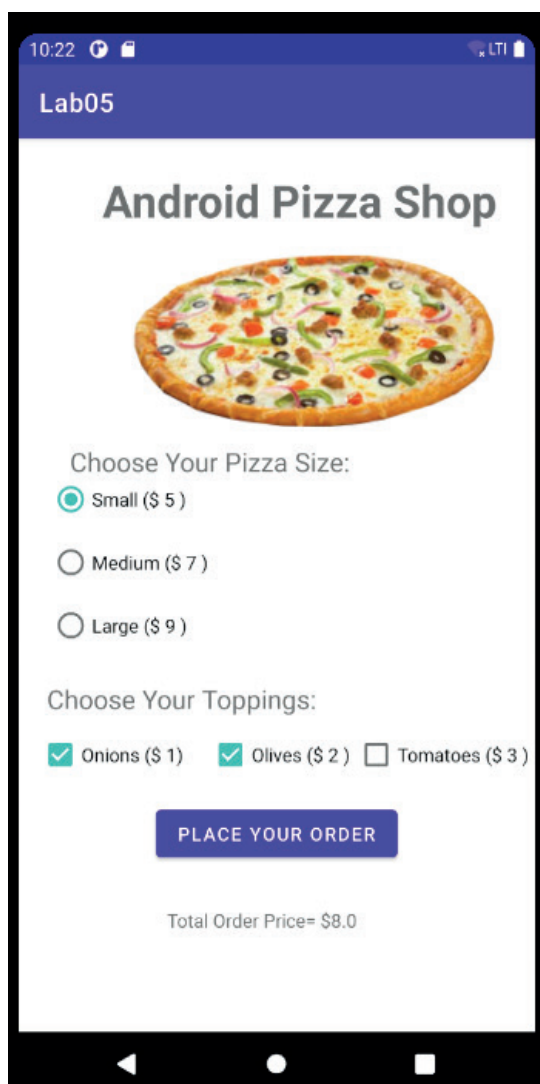 10:22 LTI
Lab05
Android Pizza Shop
Choose Your Pizza Size:
Small ($ 5 )
Medium ($ 7 )
Large ($ 9 )
Choose Your Toppings:
Onions ($ 1) Olives ($ 2 ) Tomatoes ($ 3 )
PLACE YOUR ORDER
Total Order Price= $8.0